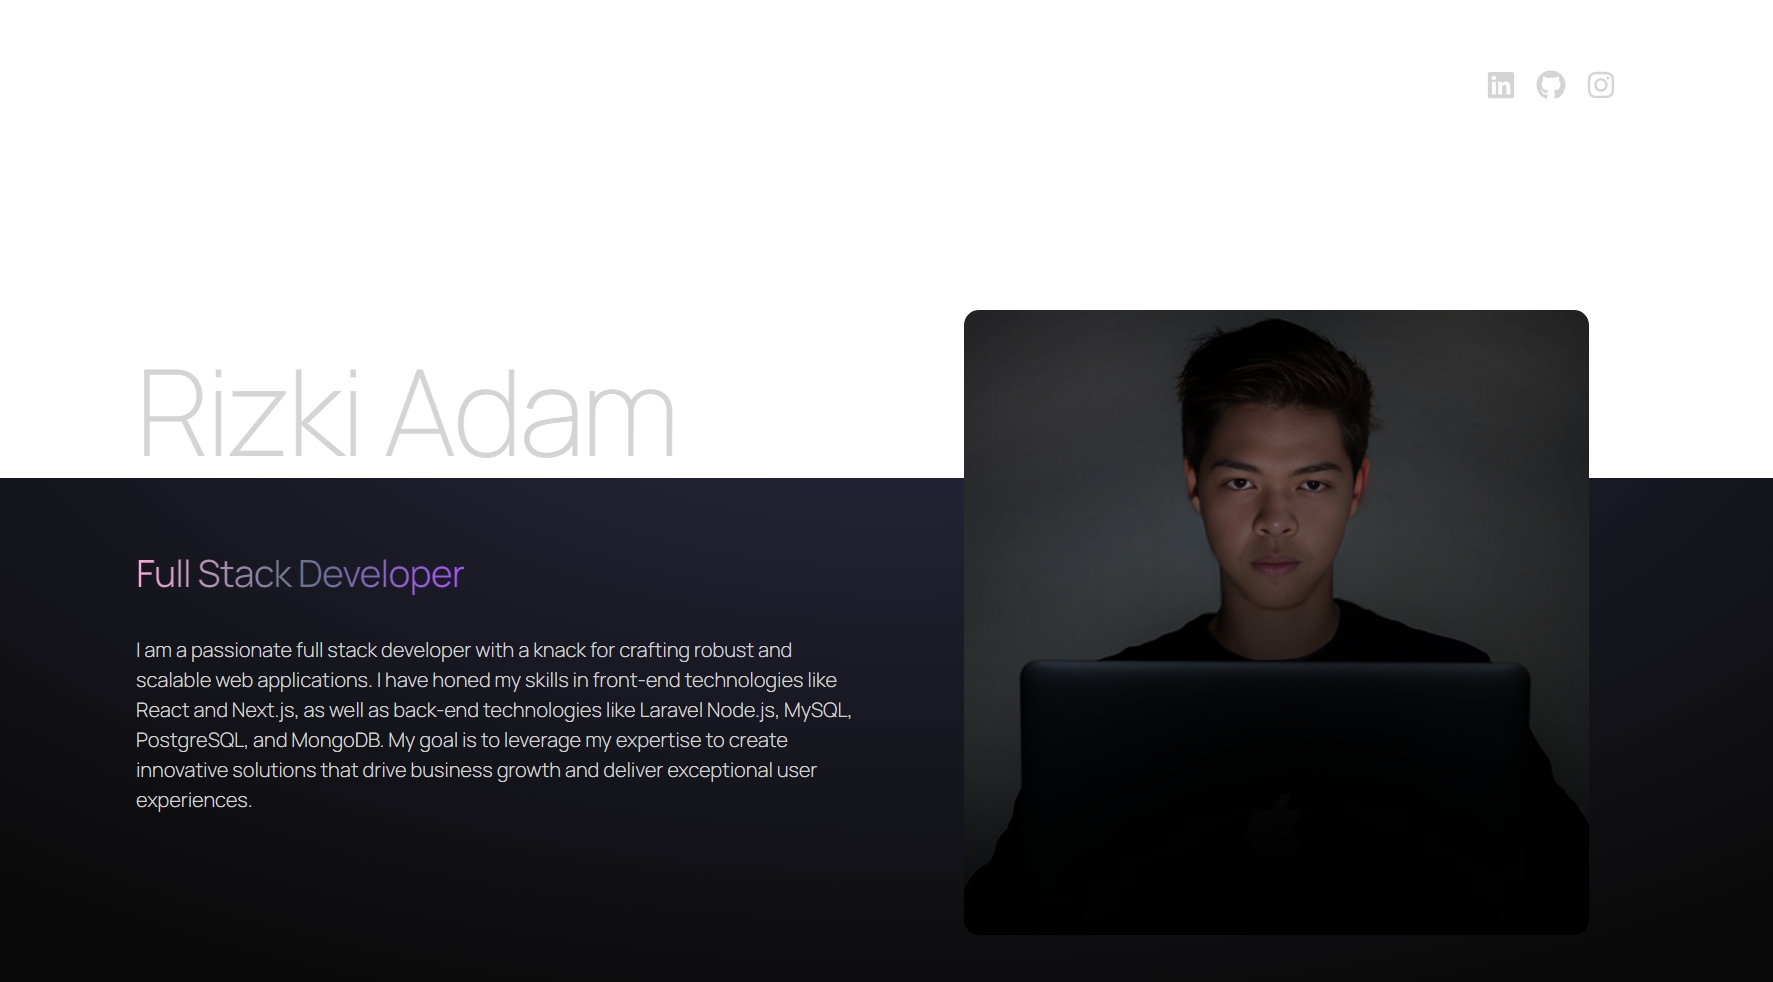 Rizki Adam
Full Stack Developer
I am a passionate full stack developer with a knack for crafting robust and
scalable web applications. I have honed my skills in front-end technologies like
React and Next.js, as well as back-end technologies like Laravel Node.js, MySQL,
PostgreSQL, and MongoDB. My goal is to leverage my expertise to create
innovative solutions that drive business growth and deliver exceptional user
experiences.